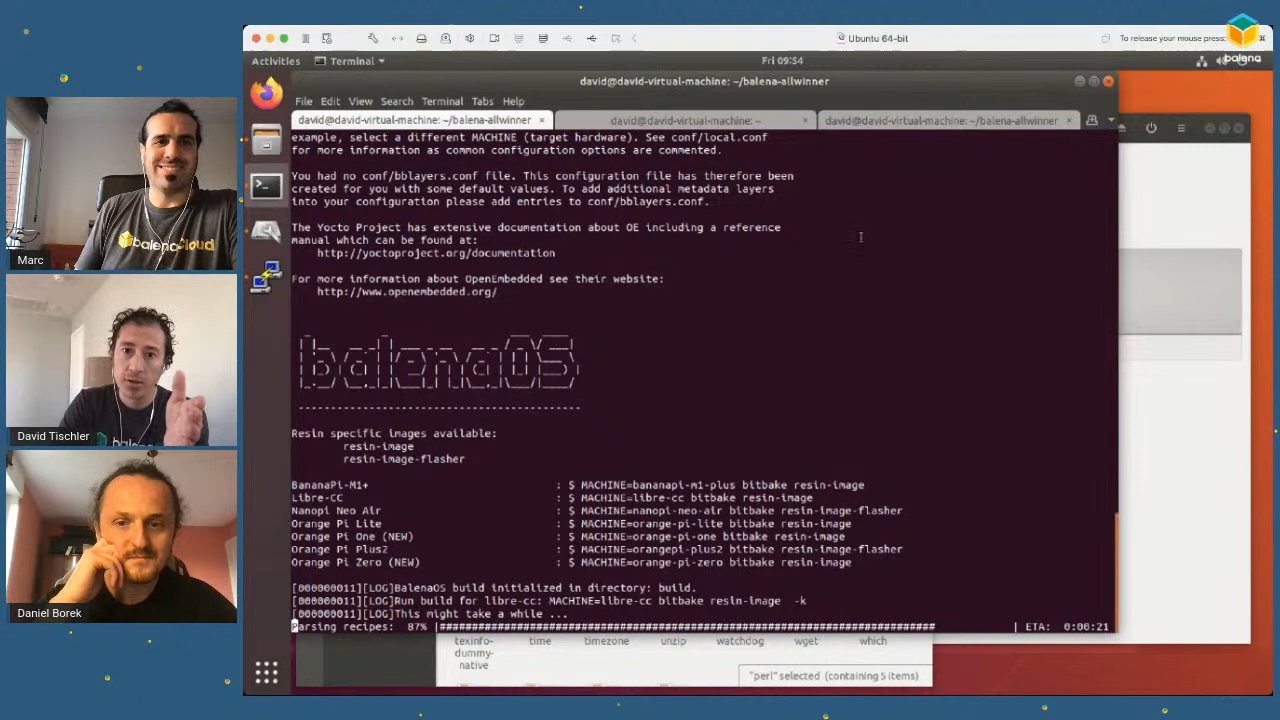 Ubuntu 64-bit
To release your mouse press:
balena
Activities
Terminal
Fri 09:54
david@david-virtual-machine: ~/balena-allwinner
File Edit View Search Terminal Tabs Help
david@david-virtual-machine: ~/balena-allwinner × david@david-virtual-machine: ~ × david@david-virtual-machine: ~/balena-allwinner ×
example, select a different MACHINE (target hardware). See conf/local.conf
for more information as common configuration options are commented.
You had no conf/bblayers.conf file. This configuration file has therefore been
created for you with some default values. To add additional metadata layers
into your configuration please add entries to conf/bblayers.conf.
The Yocto Project has extensive documentation about OE including a reference
manual which can be found at:
http://yoctoproject.org/documentation
For more information about OpenEmbedded see their website:
http://www.openembedded.org/
balenaOS
------------------------------------------
Resin specific images available:
resin-image
resin-image-flasher
BananaPi-M1+ : $ MACHINE=bananapi-m1-plus bitbake resin-image
Libre-CC : $ MACHINE=libre-cc bitbake resin-image
Nanopi Neo Air : $ MACHINE=nanopi-neo-air bitbake resin-image-flasher
Orange Pi Lite : $ MACHINE=orange-pi-lite bitbake resin-image
Orange Pi One (NEW) : $ MACHINE=orange-pi-one bitbake resin-image
Orange Pi Plus2 : $ MACHINE=orangepi-plus2 bitbake resin-image-flasher
Orange Pi Zero (NEW) : $ MACHINE=orange-pi-zero bitbake resin-image
[000000011][LOG]BalenaOS build initialized in directory: build.
[000000011][LOG]Run build for libre-cc: MACHINE=libre-cc bitbake resin-image -k
[000000011][LOG]This might take a while ...
Parsing recipes: 87% |############################################################################ | ETA: 0:00:21
texinfo-dummy-native time timezone unzip watchdog wget which
"perl" selected (containing 5 items)
balenaCloud
Marc
balena
David Tischler
Daniel Borek